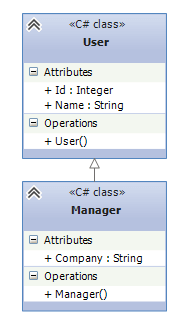 «C# class»
User
Attributes
+ Id : Integer
+ Name : String
Operations
+ User()
«C# class»
Manager
Attributes
+ Company : String
Operations
+ Manager()